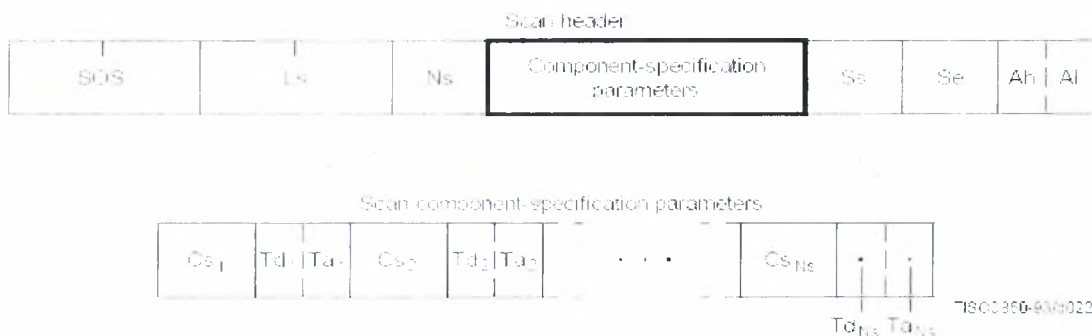 Scan header
SOS Ls Ns Component-specification parameters Ss Se Ah Al
Scan component-specification parameters
Cs1 Td1 Ta1 Cs2 Td2 Ta2 . . . CsNs
TdNs TaNs